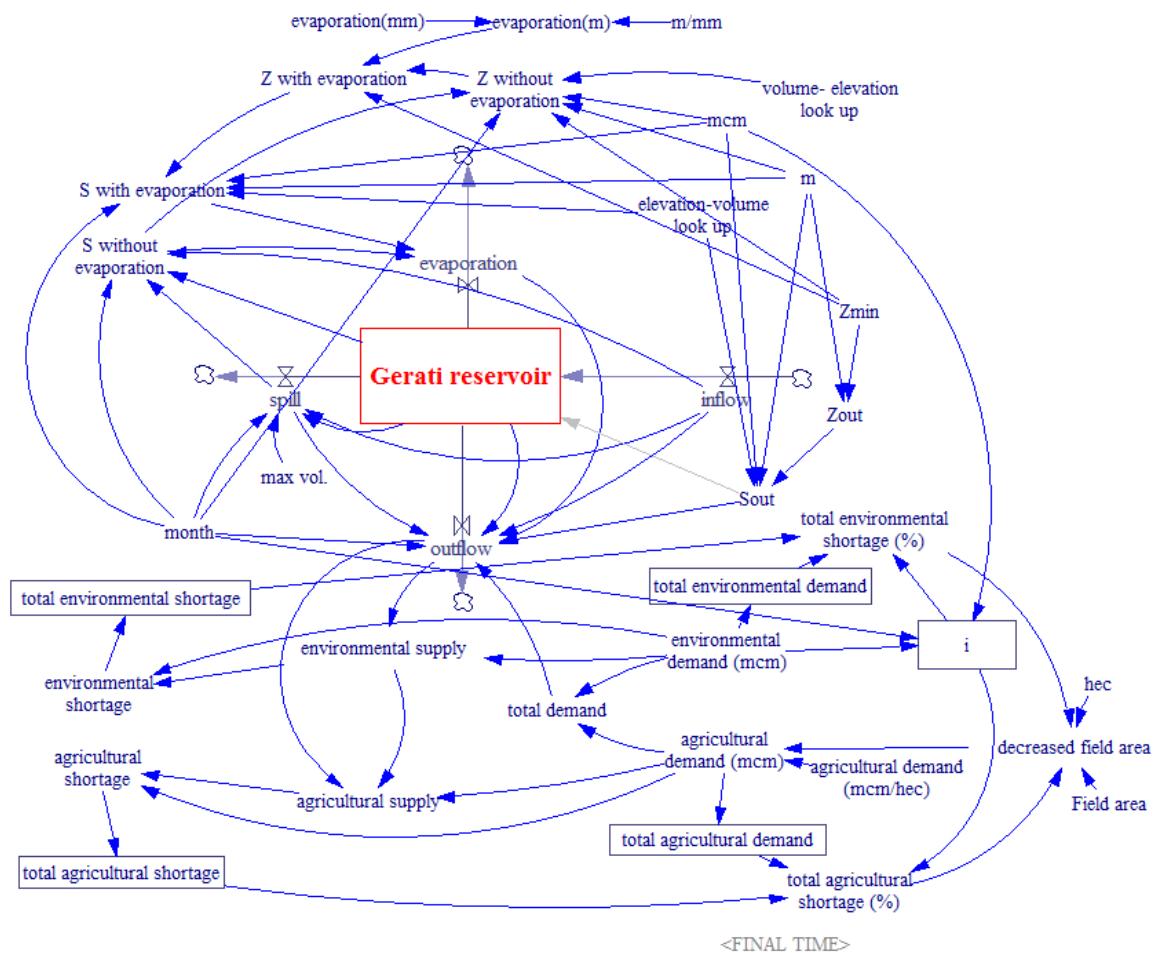 evaporation(mm)
evaporation(m)
m/mm
Z with evaporation
Z without
evaporation
volume- elevation
look up
mcm
m
S with evaporation
elevation-volume
look up
S without
evaporation
evaporation
Zmin
Gerati reservoir
spill
inflow
Zout
max vol.
Sout
month
outflow
total environmental
shortage (%)
total environmental shortage
total environmental demand
environmental supply
environmental
demand (mcm)
i
environmental
shortage
total demand
hec
agricultural
shortage
agricultural
demand (mcm)
decreased field area
agricultural demand
(mcm/hec)
agricultural supply
Field area
total agricultural demand
total agricultural shortage
total agricultural
shortage (%)
<FINAL TIME>